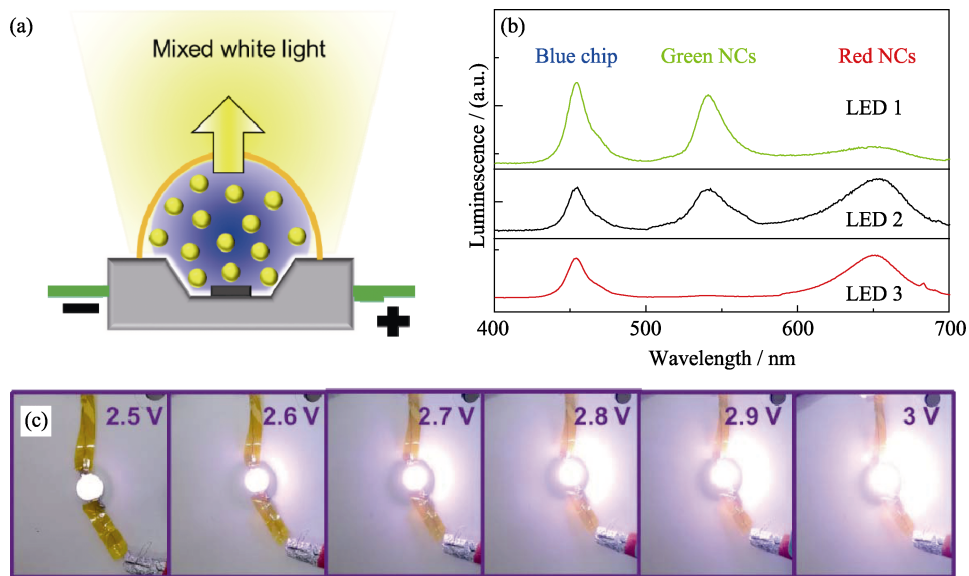 (a)
Mixed white light
(b)
Blue chip
Green NCs
Red NCs
LED 1
LED 2
LED 3
Luminescence / (a.u.)
400
500
600
700
Wavelength / nm
(c)
2.5 V
2.6 V
2.7 V
2.8 V
2.9 V
3 V